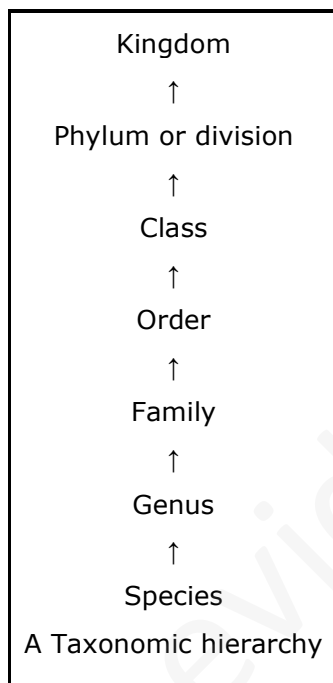 Kingdom
↑
Phylum or division
↑
Class
↑
Order
↑
Family
↑
Genus
↑
Species
A Taxonomic hierarchy